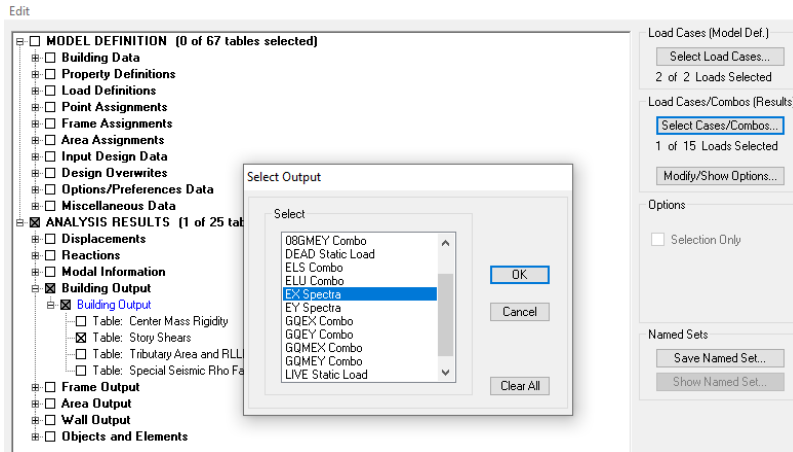 Edit
MODEL DEFINITION (0 of 67 tables selected)
Building Data
Property Definitions
Load Definitions
Point Assignments
Frame Assignments
Area Assignments
Input Design Data
Design Overwrites
Options/Preferences Data
Miscellaneous Data
ANALYSIS RESULTS (1 of 25 tab
Displacements
Reactions
Modal Information
Building Output
Building Output
Table: Center Mass Rigidity
Table: Story Shears
Table: Tributary Area and RLL
Table: Special Seismic Rho Fa
Frame Output
Area Output
Wall Output
Objects and Elements
Select Output
Select
08GMEY Combo
DEAD Static Load
ELS Combo
ELU Combo
EX Spectra
EY Spectra
GQEX Combo
GQEY Combo
GQMEX Combo
GQMEY Combo
LIVE Static Load
OK
Cancel
Clear All
Load Cases (Model Def.)
Select Load Cases...
2 of 2 Loads Selected
Load Cases/Combos (Results
Select Cases/Combos...
1 of 15 Loads Selected
Modify/Show Options...
Options
Selection Only
Named Sets
Save Named Set...
Show Named Set...